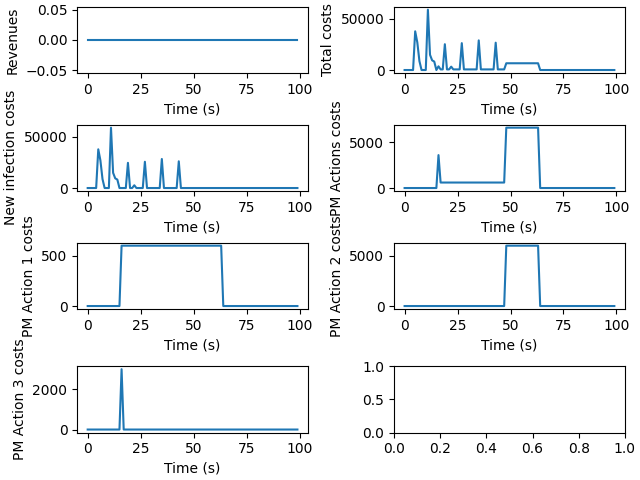 Revenues
0.05
0.00
−0.05
0 25 50 75 100
Time (s)
Total costs
50000
0
0 25 50 75 100
Time (s)
New infection costs
50000
0
0 25 50 75 100
Time (s)
PM Actions costs
5000
0
0 25 50 75 100
Time (s)
PM Action 1 costs
500
0
0 25 50 75 100
Time (s)
PM Action 2 costs
5000
0
0 25 50 75 100
Time (s)
PM Action 3 costs
2000
0
0 25 50 75 100
Time (s)
1.0
0.5
0.0
0.0 0.2 0.4 0.6 0.8 1.0